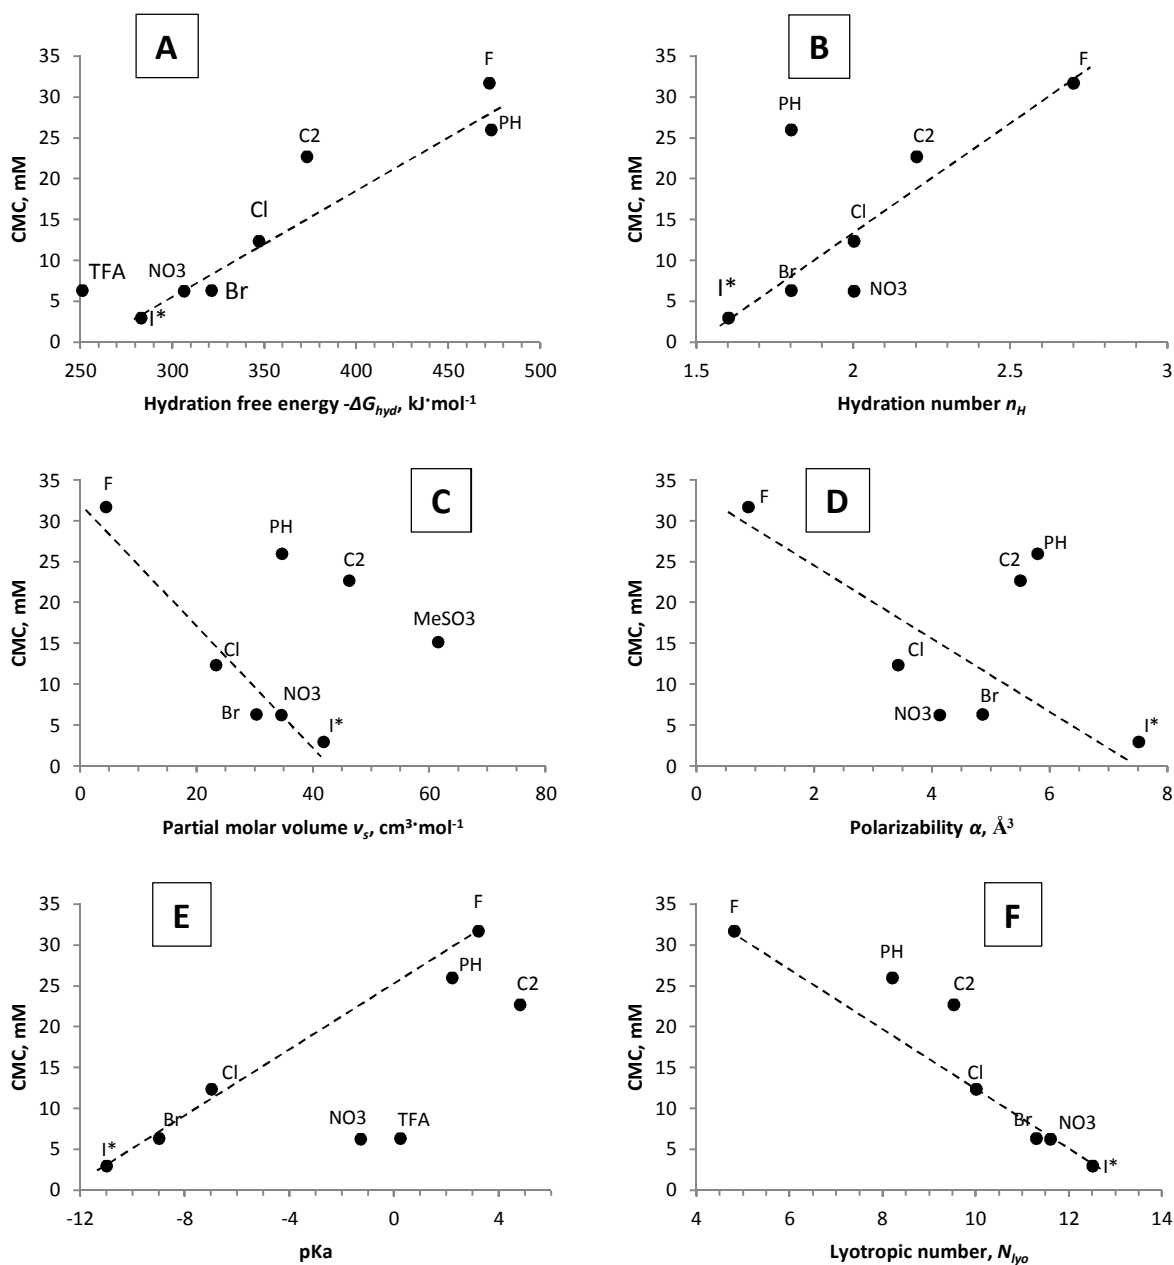 A
35
30
25
20
15
10
5
0
CMC, mM
F
PH
C2
Cl
TFA
NO3
Br
I*
250 300 350 400 450 500
Hydration free energy -ΔG_hyd, kJ·mol⁻¹
B
35
30
25
20
15
10
5
0
CMC, mM
F
PH
C2
Cl
Br
NO3
I*
1.5 2 2.5 3
Hydration number n_H
C
35
30
25
20
15
10
5
0
CMC, mM
F
PH
C2
MeSO3
Cl
NO3
Br
I*
0 20 40 60 80
Partial molar volume v_s, cm³·mol⁻¹
D
35
30
25
20
15
10
5
0
CMC, mM
F
PH
C2
Cl
Br
NO3
I*
0 2 4 6 8
Polarizability α, Å³
E
35
30
25
20
15
10
5
0
CMC, mM
F
PH
C2
Cl
Br
NO3
TFA
I*
-12 -8 -4 0 4
pKa
F
35
30
25
20
15
10
5
0
CMC, mM
F
PH
C2
Cl
Br
NO3
I*
4 6 8 10 12 14
Lyotropic number, N_lyo